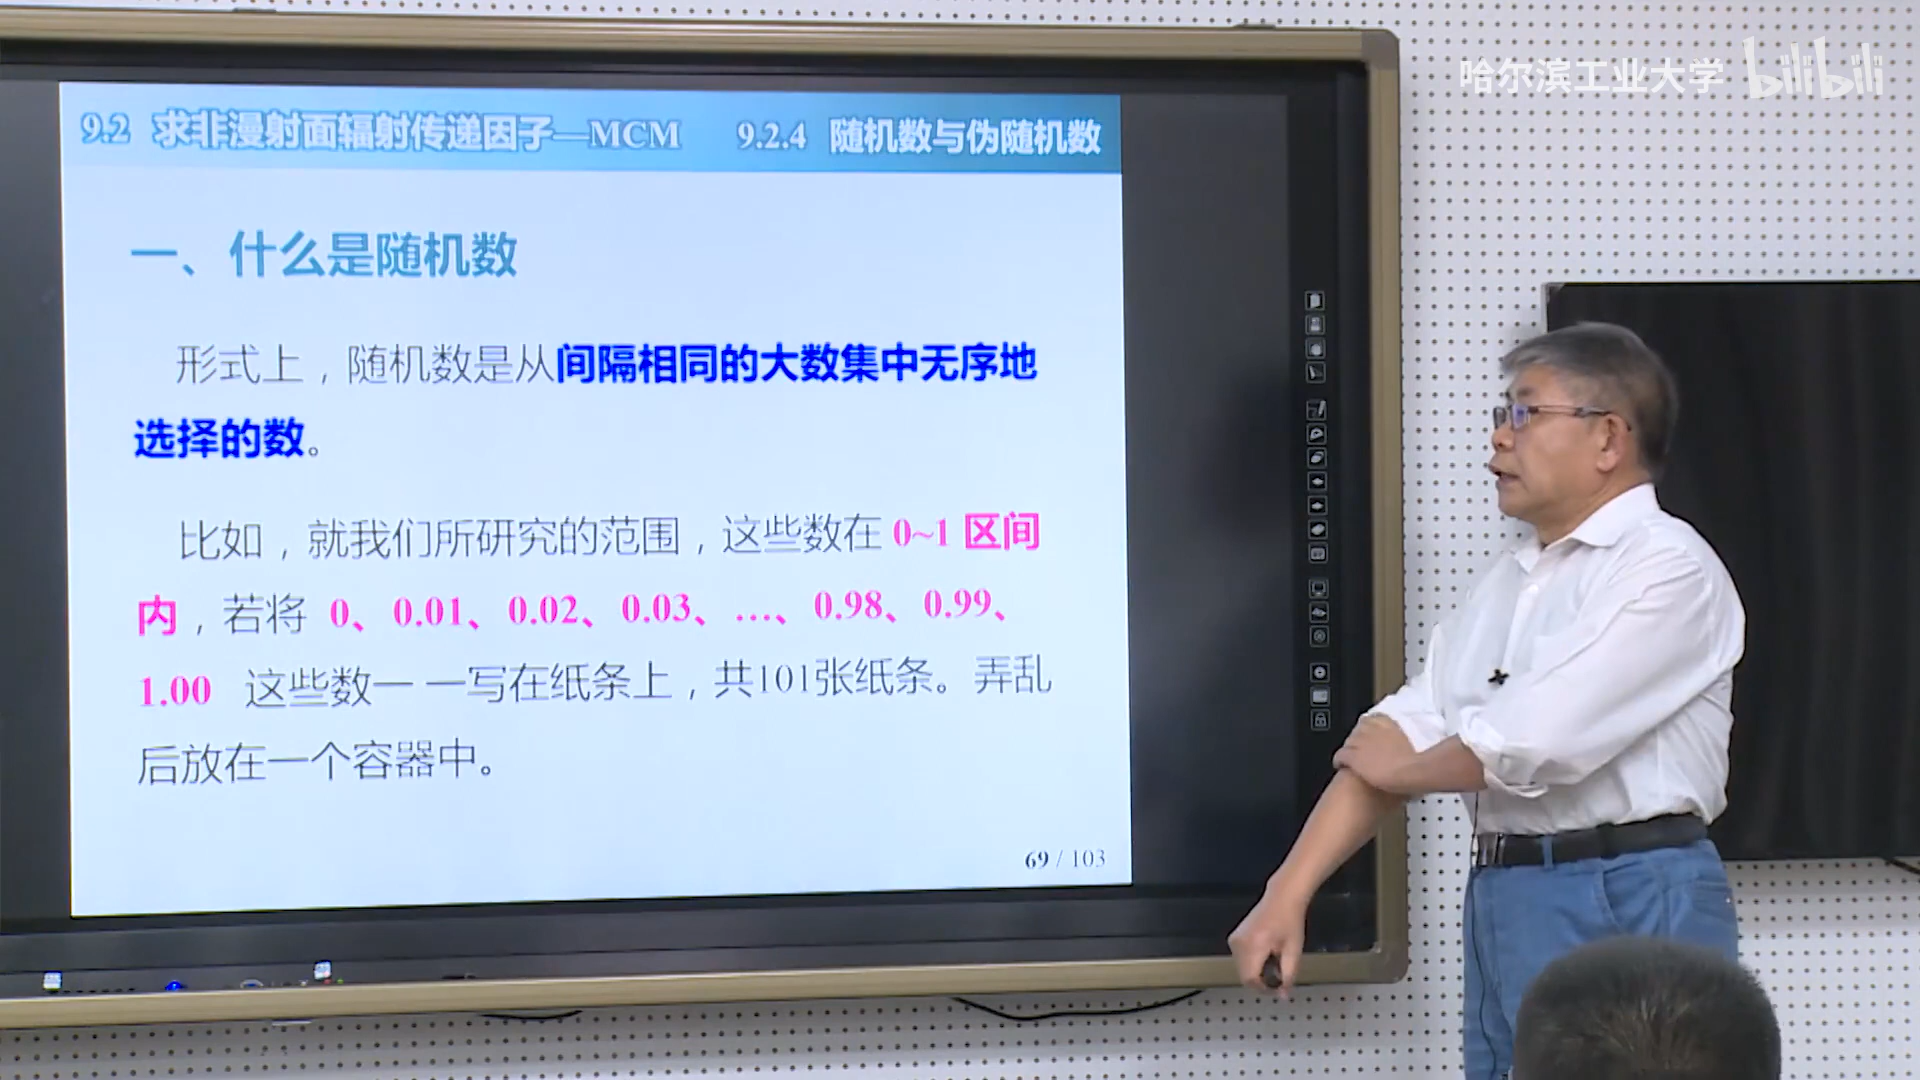 哈尔滨工业大学 bilibili
9.2 求非漫射面辐射传递因子—MCM 9.2.4 随机数与伪随机数
一、什么是随机数
形式上，随机数是从间隔相同的大数集中无序地
选择的数。
比如，就我们所研究的范围，这些数在 0~1 区间
内，若将 0、0.01、0.02、0.03、…、0.98、0.99、
1.00 这些数一 一写在纸条上，共101张纸条。弄乱
后放在一个容器中。
69 / 103